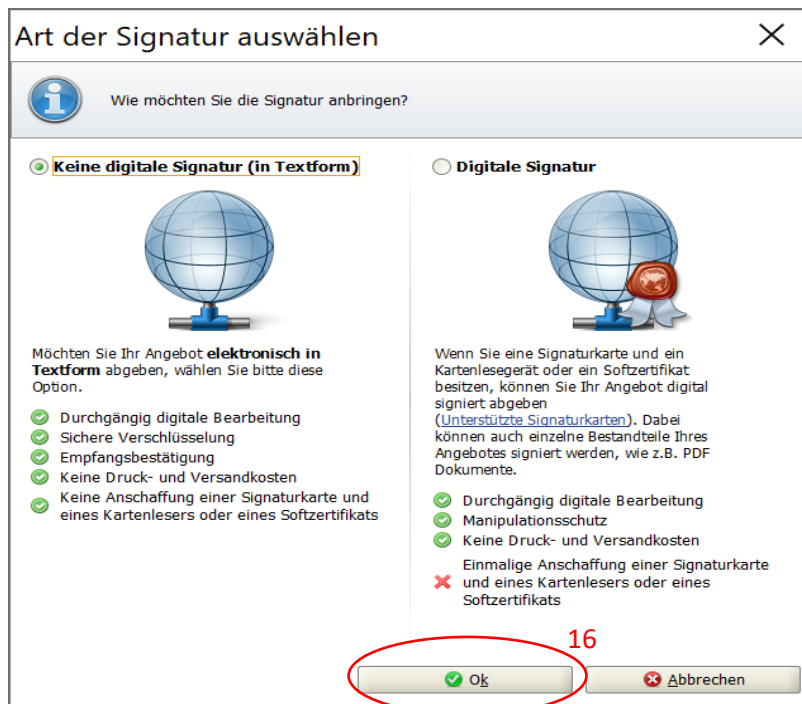 Art der Signatur auswählen
Wie möchten Sie die Signatur anbringen?
Keine digitale Signatur (in Textform)
Möchten Sie Ihr Angebot elektronisch in
Textform abgeben, wählen Sie bitte diese
Option.
Durchgängig digitale Bearbeitung
Sichere Verschlüsselung
Empfangsbestätigung
Keine Druck- und Versandkosten
Keine Anschaffung einer Signaturkarte und
eines Kartenlesers oder eines Softzertifikats
Digitale Signatur
Wenn Sie eine Signaturkarte und ein
Kartenlesegerät oder ein Softzertifikat
besitzen, können Sie Ihr Angebot digital
signiert abgeben
(Unterstützte Signaturkarten). Dabei
können auch einzelne Bestandteile Ihres
Angebotes signiert werden, wie z.B. PDF
Dokumente.
Durchgängig digitale Bearbeitung
Manipulationsschutz
Keine Druck- und Versandkosten
Einmalige Anschaffung einer Signaturkarte
und eines Kartenlesers oder eines
Softzertifikats
16
Ok
Abbrechen